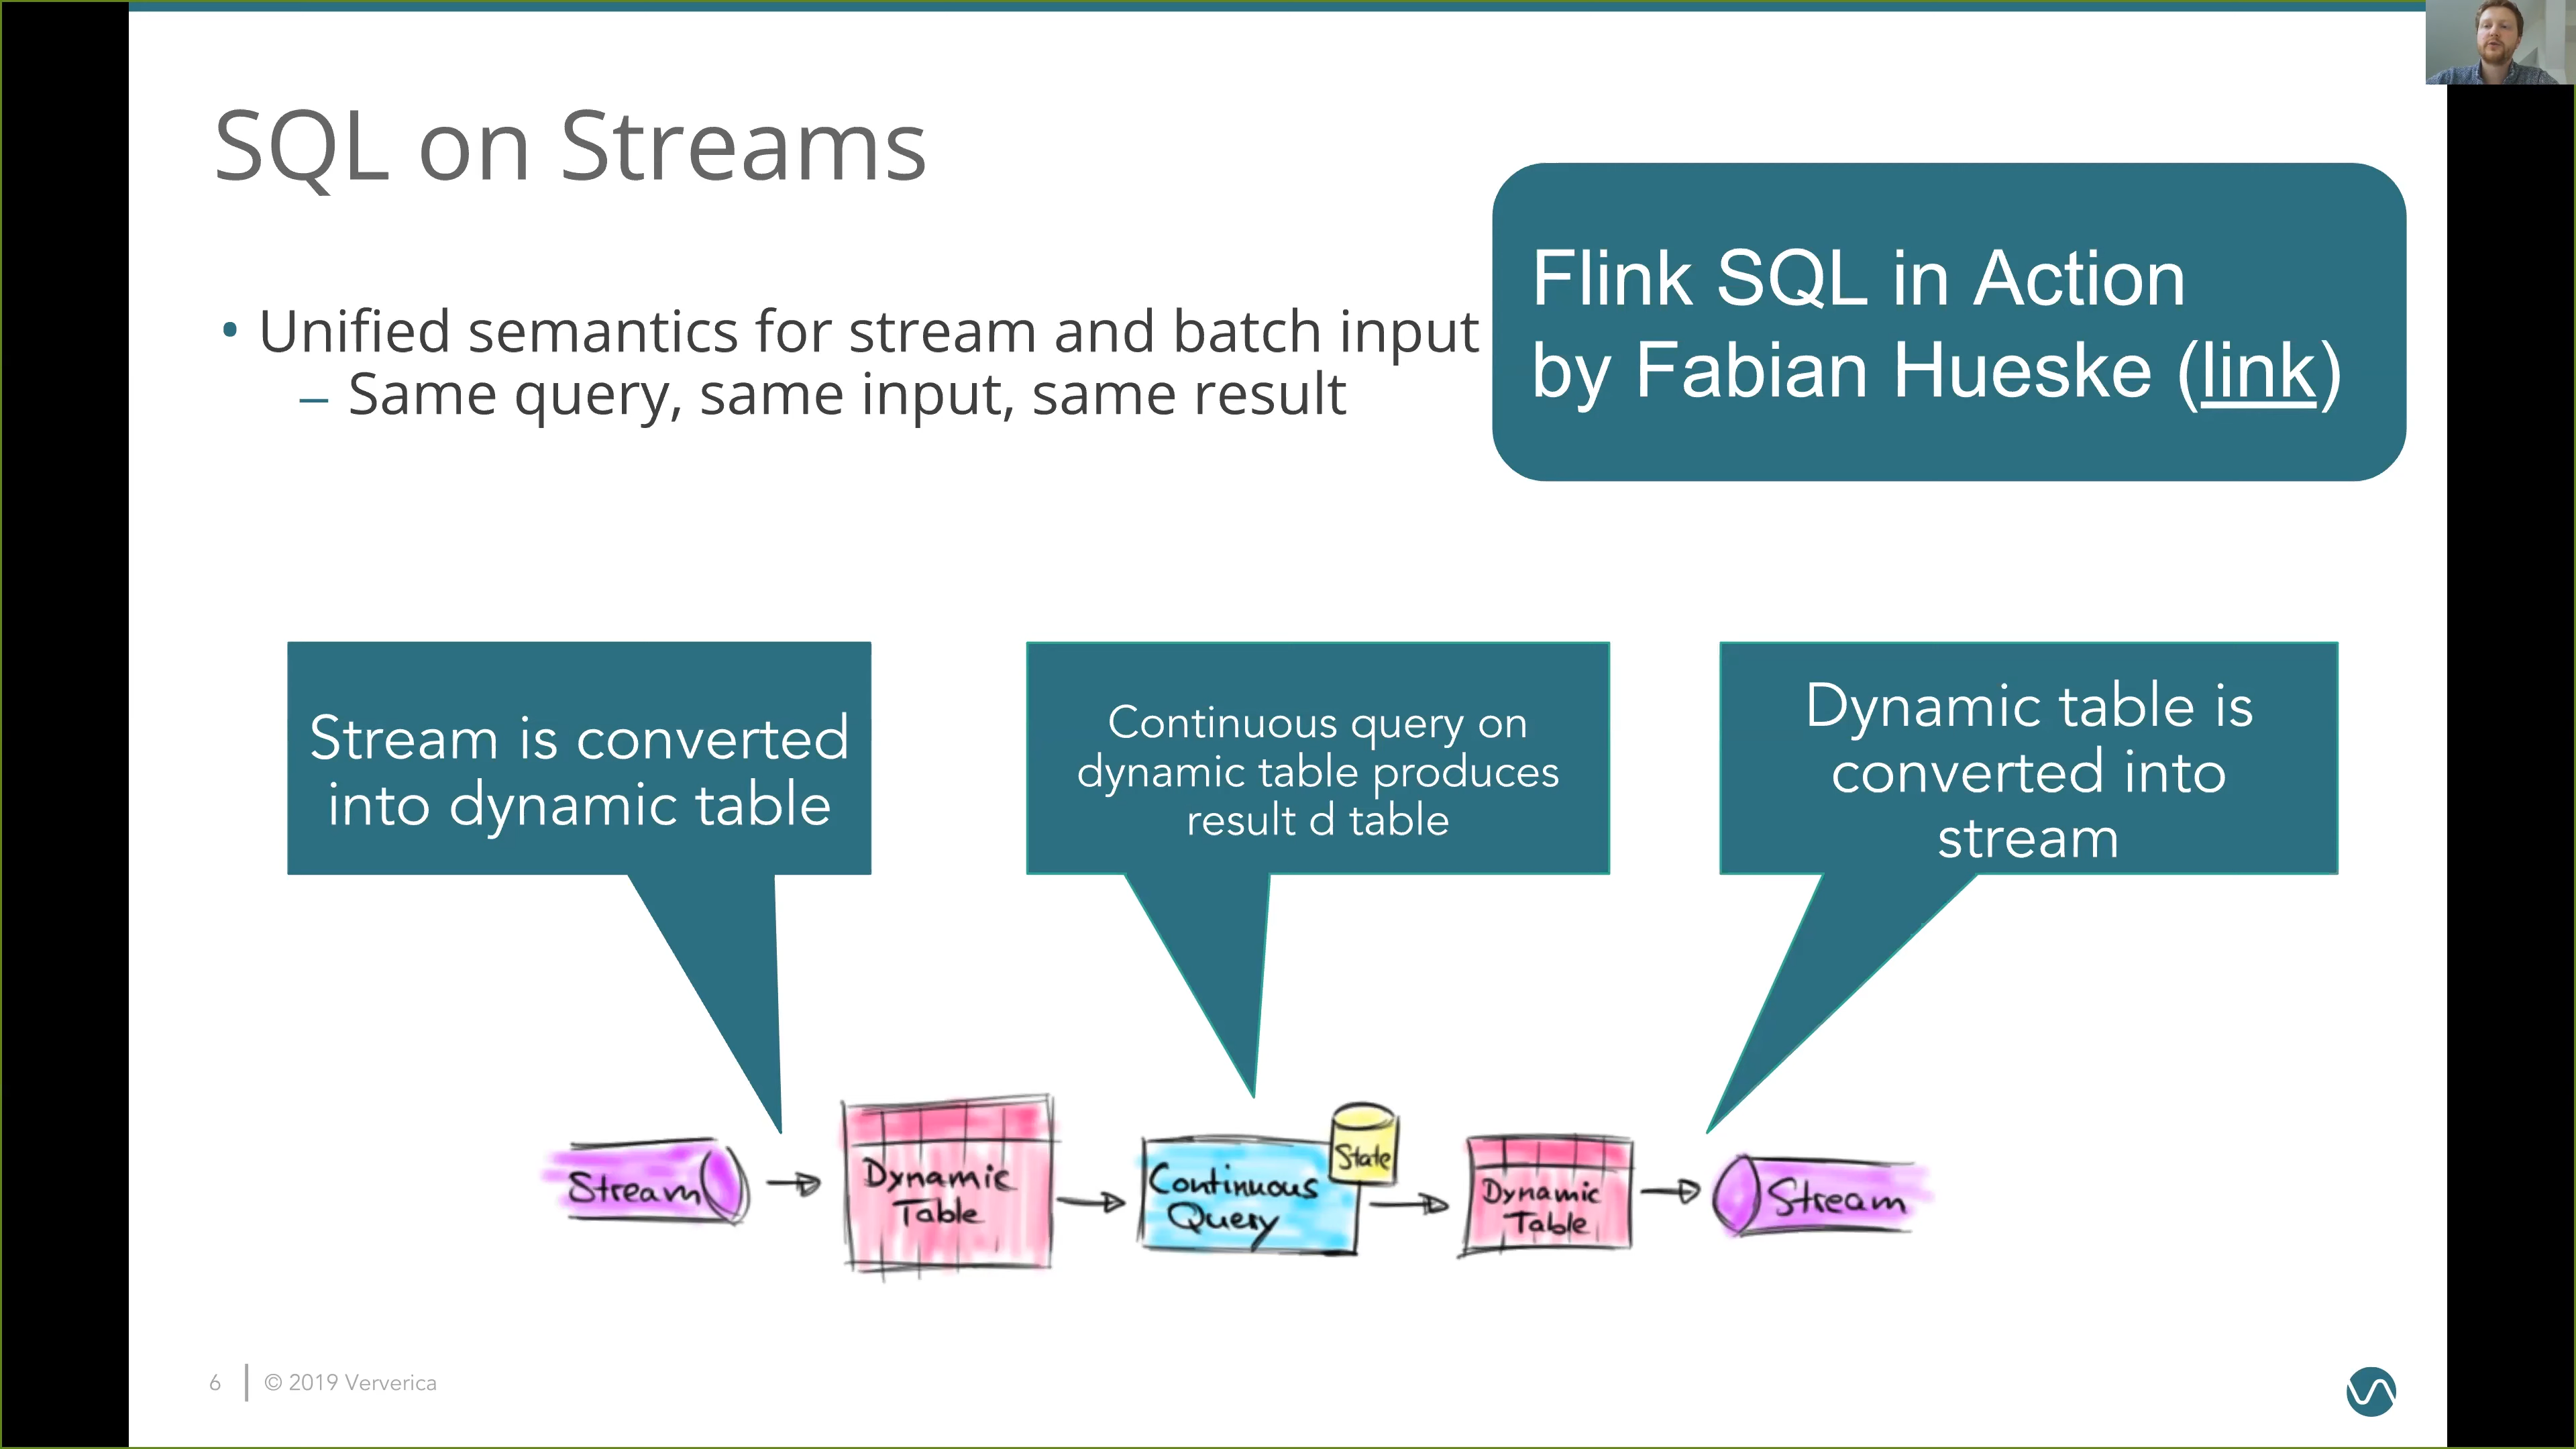 SQL on Streams
• Unified semantics for stream and batch input
– Same query, same input, same result
Flink SQL in Action
by Fabian Hueske (link)
Stream is converted
into dynamic table
Continuous query on
dynamic table produces
result d table
Dynamic table is
converted into
stream
Stream
Dynamic
Table
Continuous
Query
State
Dynamic
Table
Stream
6
© 2019 Ververica